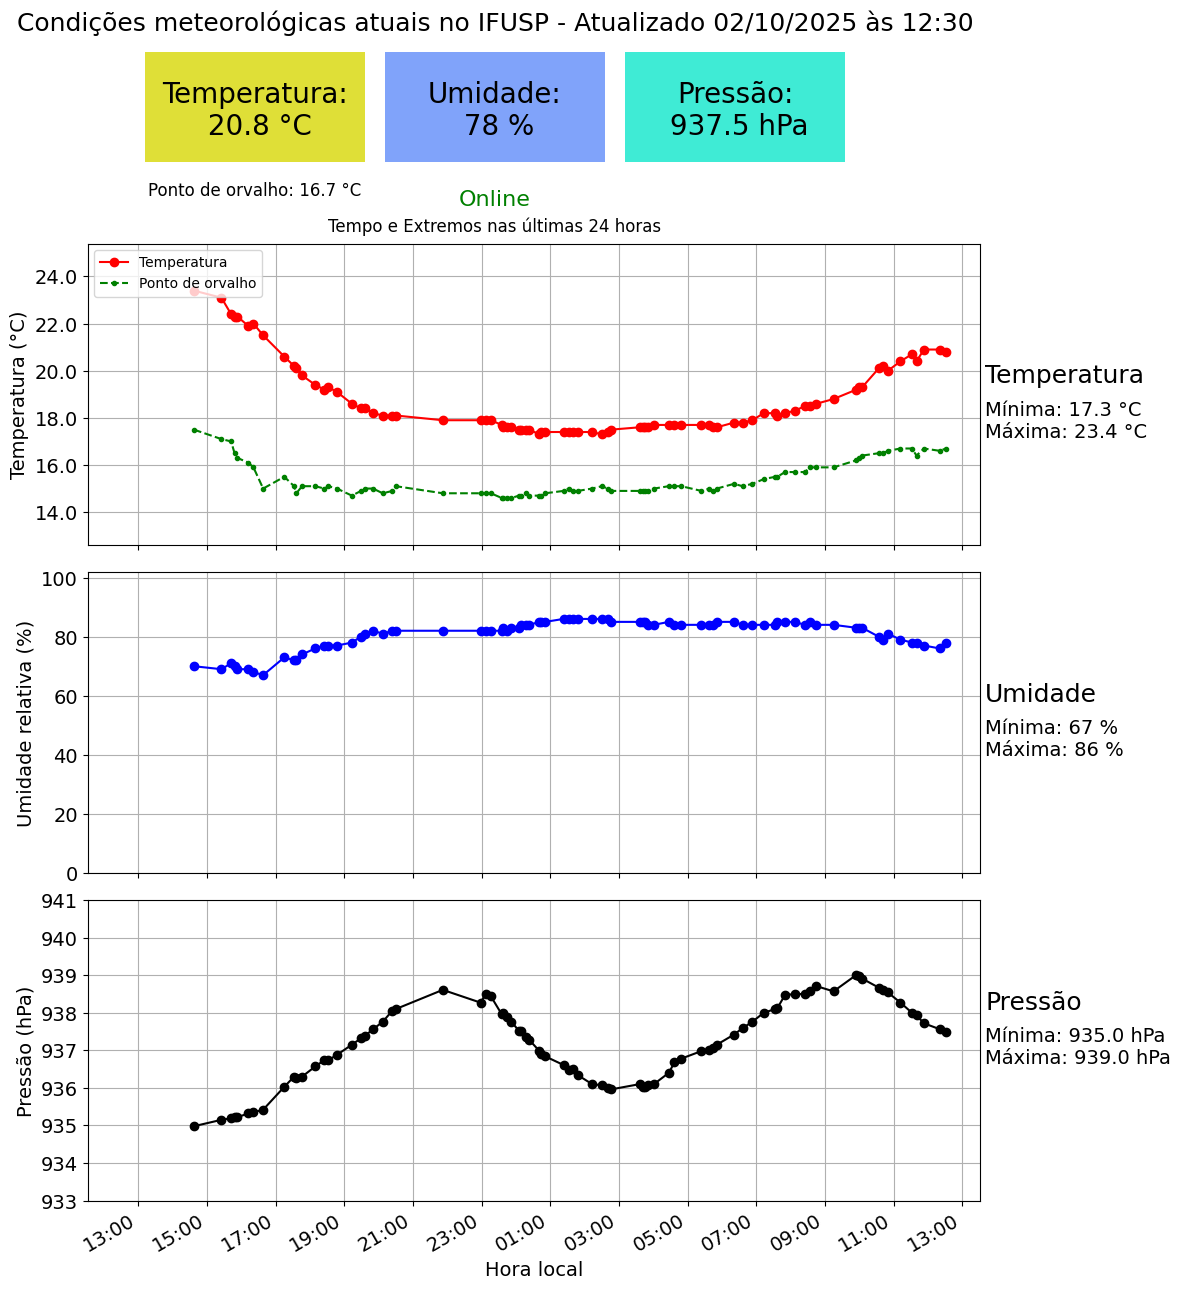 Condições meteorológicas atuais no IFUSP - Atualizado 02/10/2025 às 12:30
Temperatura:
20.8 °C
Umidade:
78 %
Pressão:
937.5 hPa
Ponto de orvalho: 16.7 °C
Online
Tempo e Extremos nas últimas 24 horas
Temperatura
Ponto de orvalho
Temperatura (°C)
24.0
22.0
20.0
18.0
16.0
14.0
Temperatura
Mínima: 17.3 °C
Máxima: 23.4 °C
Umidade relativa (%)
100
80
60
40
20
0
Umidade
Mínima: 67 %
Máxima: 86 %
Pressão (hPa)
941
940
939
938
937
936
935
934
933
Pressão
Mínima: 935.0 hPa
Máxima: 939.0 hPa
13:00 15:00 17:00 19:00 21:00 23:00 01:00 03:00 05:00 07:00 09:00 11:00 13:00
Hora local